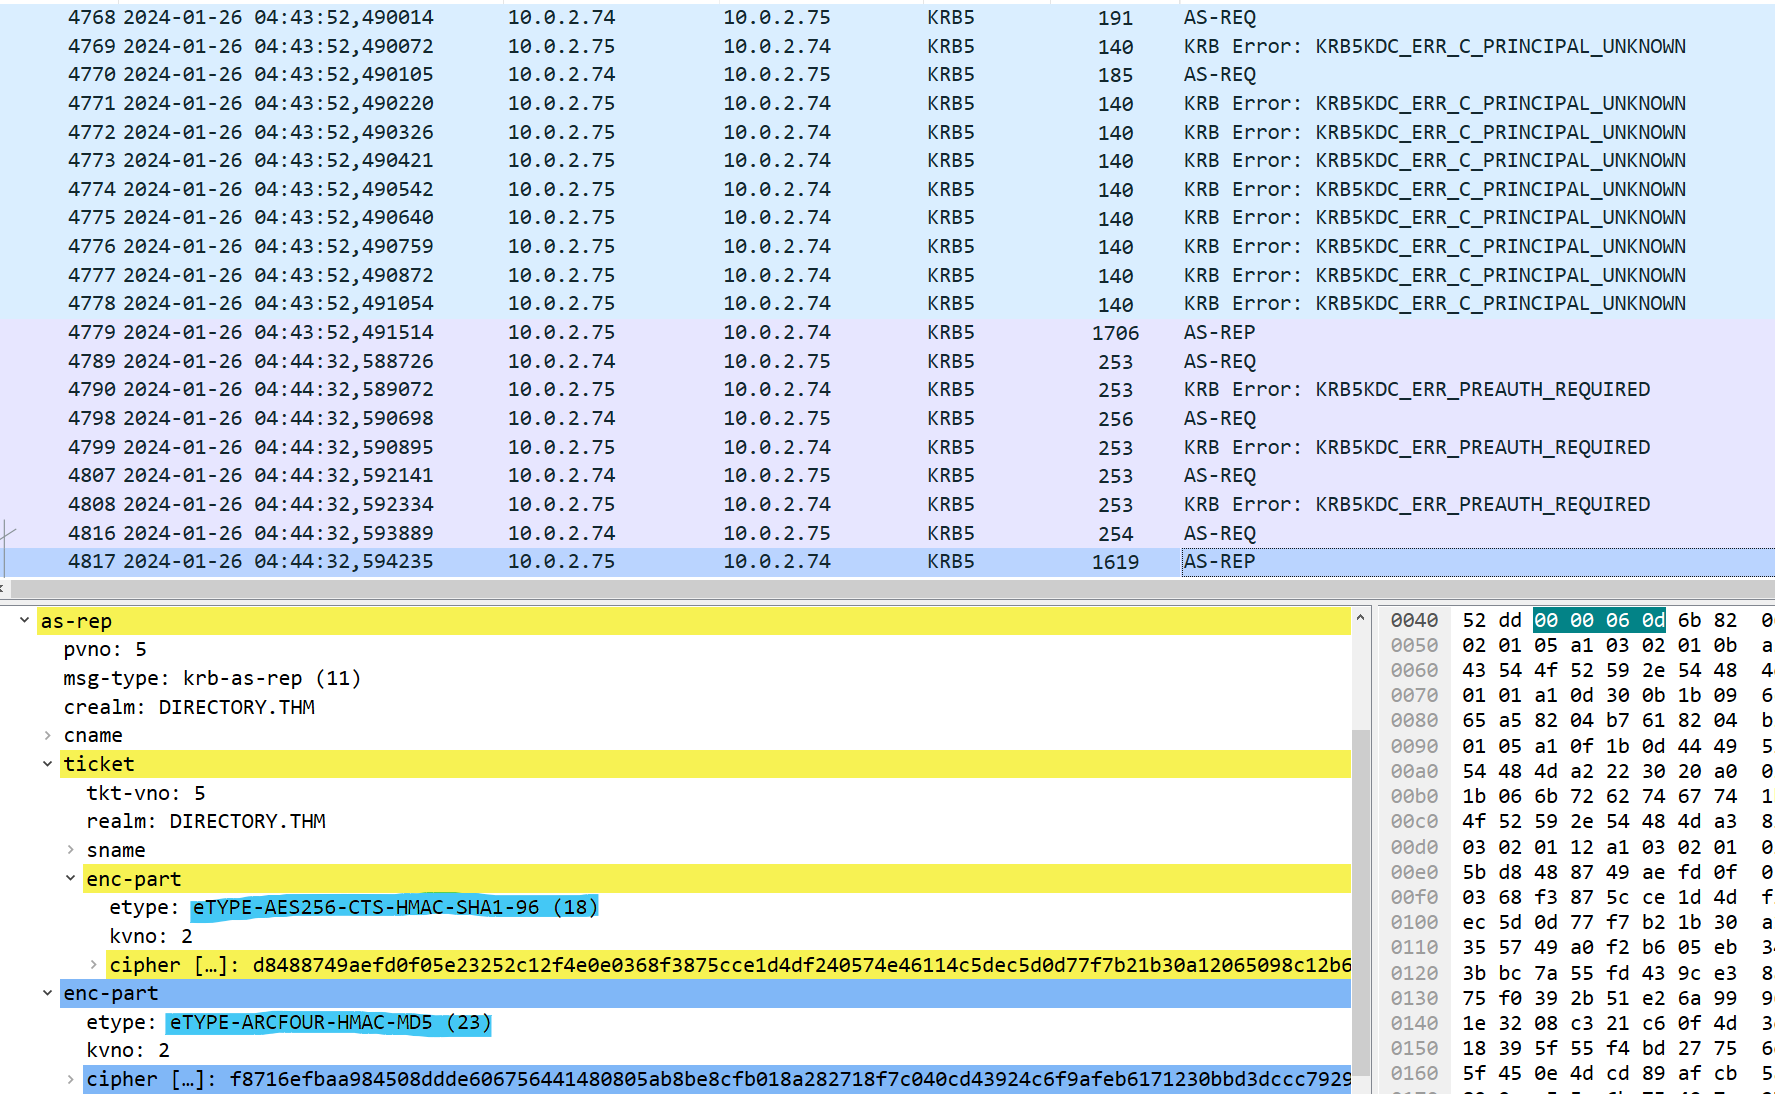 4768 2024-01-26 04:43:52,490014 10.0.2.74 10.0.2.75 KRB5 191 AS-REQ
4769 2024-01-26 04:43:52,490072 10.0.2.75 10.0.2.74 KRB5 140 KRB Error: KRB5KDC_ERR_C_PRINCIPAL_UNKNOWN
4770 2024-01-26 04:43:52,490105 10.0.2.74 10.0.2.75 KRB5 185 AS-REQ
4771 2024-01-26 04:43:52,490220 10.0.2.75 10.0.2.74 KRB5 140 KRB Error: KRB5KDC_ERR_C_PRINCIPAL_UNKNOWN
4772 2024-01-26 04:43:52,490326 10.0.2.75 10.0.2.74 KRB5 140 KRB Error: KRB5KDC_ERR_C_PRINCIPAL_UNKNOWN
4773 2024-01-26 04:43:52,490421 10.0.2.75 10.0.2.74 KRB5 140 KRB Error: KRB5KDC_ERR_C_PRINCIPAL_UNKNOWN
4774 2024-01-26 04:43:52,490542 10.0.2.75 10.0.2.74 KRB5 140 KRB Error: KRB5KDC_ERR_C_PRINCIPAL_UNKNOWN
4775 2024-01-26 04:43:52,490640 10.0.2.75 10.0.2.74 KRB5 140 KRB Error: KRB5KDC_ERR_C_PRINCIPAL_UNKNOWN
4776 2024-01-26 04:43:52,490759 10.0.2.75 10.0.2.74 KRB5 140 KRB Error: KRB5KDC_ERR_C_PRINCIPAL_UNKNOWN
4777 2024-01-26 04:43:52,490872 10.0.2.75 10.0.2.74 KRB5 140 KRB Error: KRB5KDC_ERR_C_PRINCIPAL_UNKNOWN
4778 2024-01-26 04:43:52,491054 10.0.2.75 10.0.2.74 KRB5 140 KRB Error: KRB5KDC_ERR_C_PRINCIPAL_UNKNOWN
4779 2024-01-26 04:43:52,491514 10.0.2.75 10.0.2.74 KRB5 1706 AS-REP
4789 2024-01-26 04:44:32,588726 10.0.2.74 10.0.2.75 KRB5 253 AS-REQ
4790 2024-01-26 04:44:32,589072 10.0.2.75 10.0.2.74 KRB5 253 KRB Error: KRB5KDC_ERR_PREAUTH_REQUIRED
4798 2024-01-26 04:44:32,590698 10.0.2.74 10.0.2.75 KRB5 256 AS-REQ
4799 2024-01-26 04:44:32,590895 10.0.2.75 10.0.2.74 KRB5 253 KRB Error: KRB5KDC_ERR_PREAUTH_REQUIRED
4807 2024-01-26 04:44:32,592141 10.0.2.74 10.0.2.75 KRB5 253 AS-REQ
4808 2024-01-26 04:44:32,592334 10.0.2.75 10.0.2.74 KRB5 253 KRB Error: KRB5KDC_ERR_PREAUTH_REQUIRED
4816 2024-01-26 04:44:32,593889 10.0.2.74 10.0.2.75 KRB5 254 AS-REQ
4817 2024-01-26 04:44:32,594235 10.0.2.75 10.0.2.74 KRB5 1619 AS-REP
as-rep
pvno: 5
msg-type: krb-as-rep (11)
crealm: DIRECTORY.THM
cname
ticket
tkt-vno: 5
realm: DIRECTORY.THM
sname
enc-part
etype: eTYPE-AES256-CTS-HMAC-SHA1-96 (18)
kvno: 2
cipher […]: d8488749aefd0f05e23252c12f4e0e0368f3875cce1d4df240574e46114c5dec5d0d77f7b21b30a12065098c12b6
enc-part
etype: eTYPE-ARCFOUR-HMAC-MD5 (23)
kvno: 2
cipher […]: f8716efbaa984508ddde606756441480805ab8be8cfb018a282718f7c040cd43924c6f9afeb6171230bbd3dccc7929
0040 52 dd 00 00 06 0d 6b 82
0050 02 01 05 a1 03 02 01 0b a
0060 43 54 4f 52 59 2e 54 48
0070 01 01 a1 0d 30 0b 1b 09 6
0080 65 a5 82 04 b7 61 82 04 b
0090 01 05 a1 0f 1b 0d 44 49 5
00a0 54 48 4d a2 22 30 20 a0 0
00b0 1b 06 6b 72 62 74 67 74 1
00c0 4f 52 59 2e 54 48 4d a3 8
00d0 03 02 01 12 a1 03 02 01 0
00e0 5b d8 48 87 49 ae fd 0f 0
00f0 03 68 f3 87 5c ce 1d 4d f
0100 ec 5d 0d 77 f7 b2 1b 30 a
0110 35 57 49 a0 f2 b6 05 eb 3
0120 3b bc 7a 55 fd 43 9c e3 8
0130 75 f0 39 2b 51 e2 6a 99 9
0140 1e 32 08 c3 21 c6 0f 4d 3
0150 18 39 5f 55 f4 bd 27 75 6
0160 5f 45 0e 4d cd 89 af cb 5